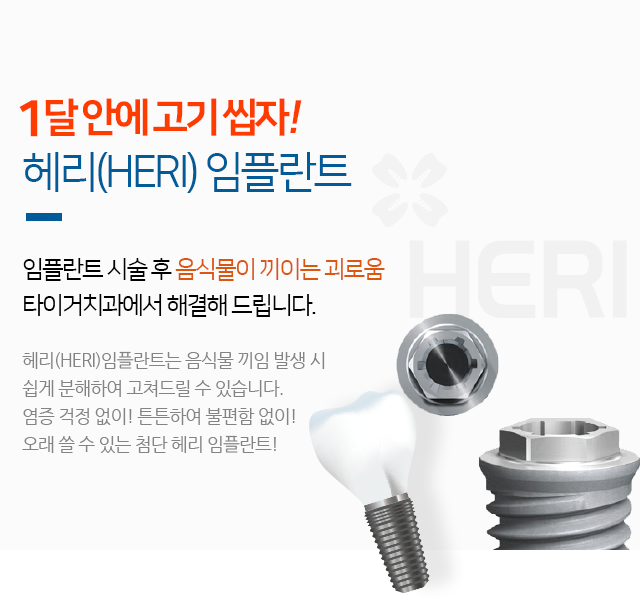 1달 안에 고기 씹자!
헤리(HERI) 임플란트
HERI
임플란트 시술 후 음식물이 끼이는 괴로움
타이거치과에서 해결해 드립니다.
헤리(HERI)임플란트는 음식물 끼임 발생 시
쉽게 분해하여 고쳐드릴 수 있습니다.
염증 걱정 없이! 튼튼하여 불편함 없이!
오래 쓸 수 있는 첨단 헤리 임플란트!